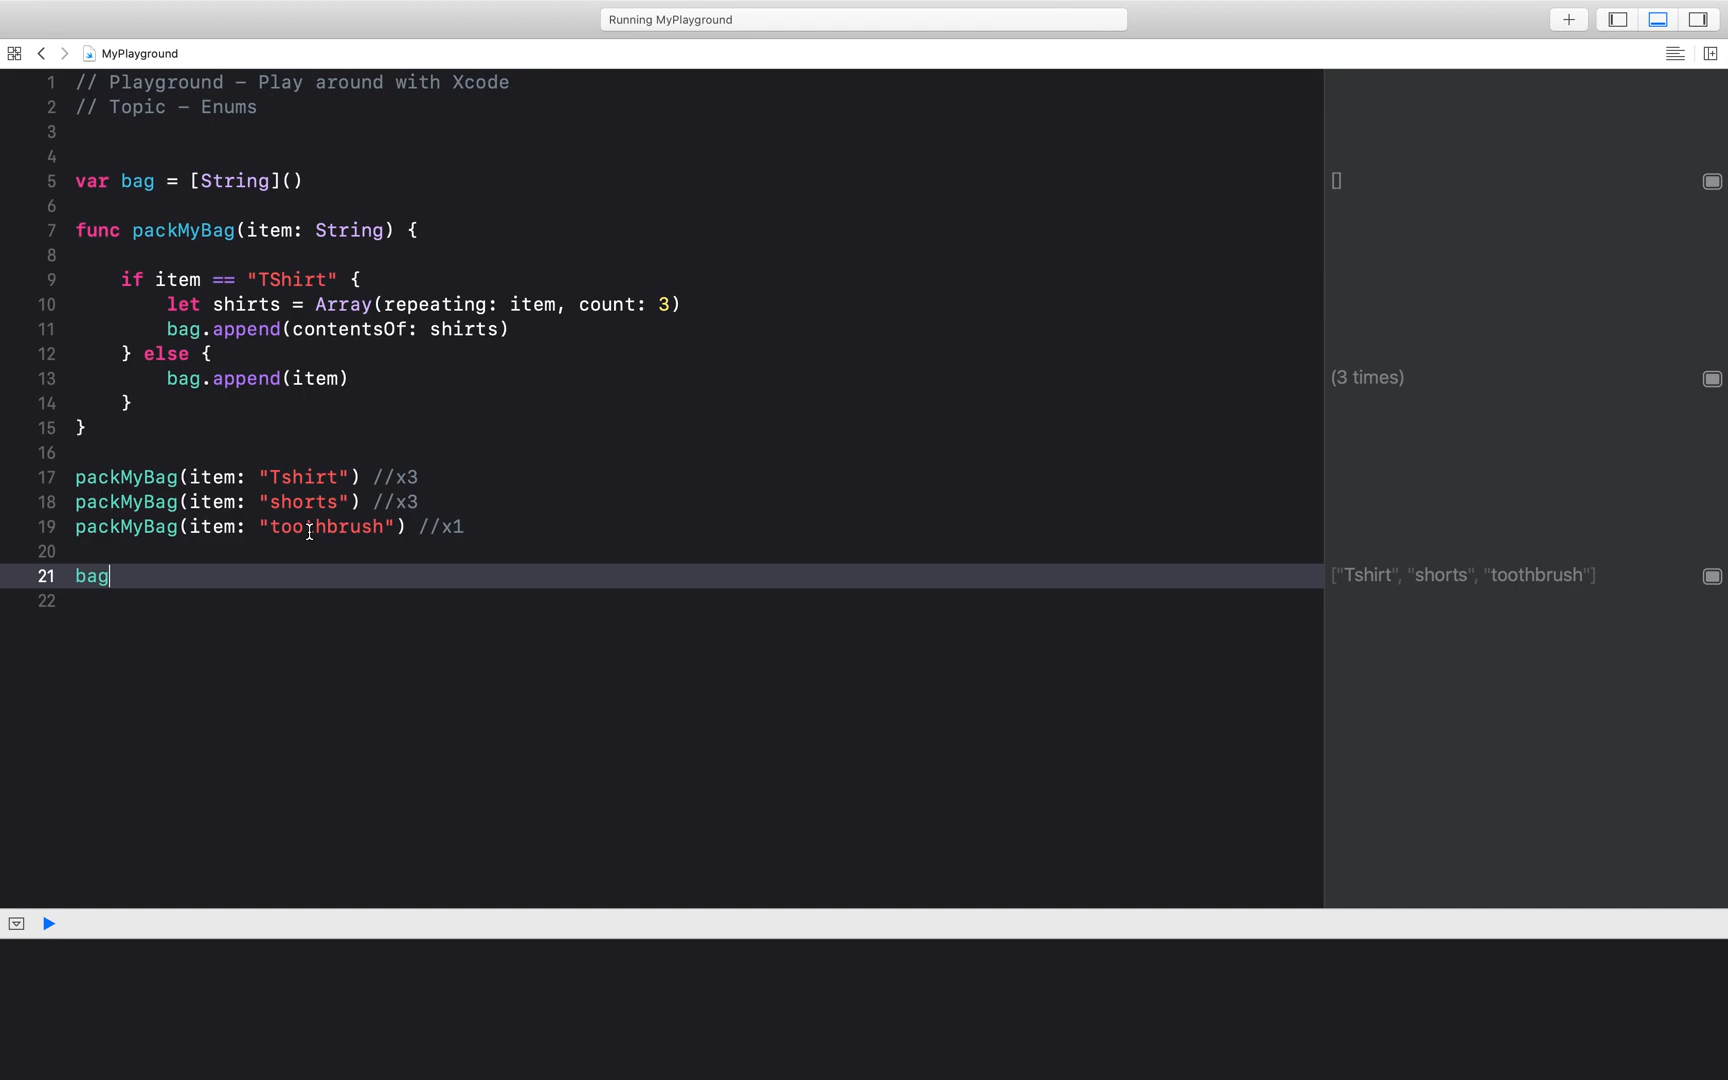 Running MyPlayground
MyPlayground
1 // Playground – Play around with Xcode
2 // Topic – Enums
3
4
5 var bag = [String]() []
6
7 func packMyBag(item: String) {
8
9 if item == "TShirt" {
10 let shirts = Array(repeating: item, count: 3)
11 bag.append(contentsOf: shirts)
12 } else {
13 bag.append(item) (3 times)
14 }
15 }
16
17 packMyBag(item: "Tshirt") //x3
18 packMyBag(item: "shorts") //x3
19 packMyBag(item: "toothbrush") //x1
20
21 bag ["Tshirt", "shorts", "toothbrush"]
22